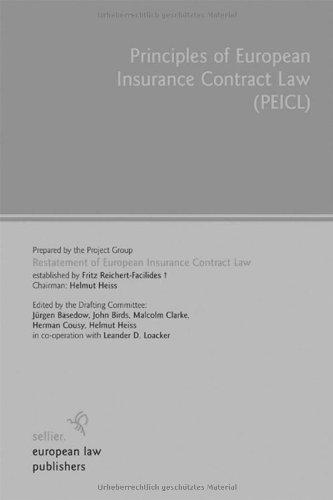 Urheberrechtlich geschütztes Material
Principles of European
Insurance Contract Law
(PEICL)
Prepared by the Project Group
Restatement of European Insurance Contract Law
established by Fritz Reichert-Facilides †
Chairman: Helmut Heiss
Edited by the Drafting Committee:
Jürgen Basedow, John Birds, Malcolm Clarke,
Herman Cousy, Helmut Heiss
in co-operation with Leander D. Loacker
sellier.
european law
publishers
Urheberrechtlich geschütztes Material